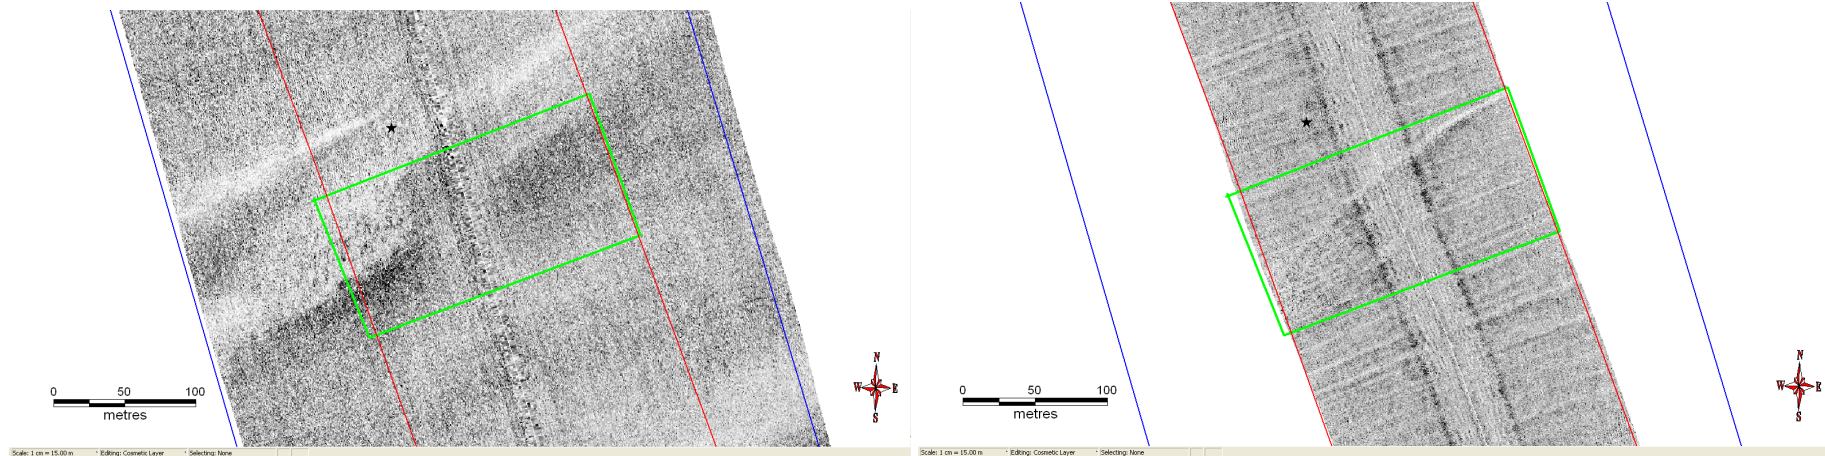 N
W E
S
0 50 100
metres
Scale: 1 cm = 15.00 m
Editing: Cosmetic Layer
Selecting: None
N
W E
S
0 50 100
metres
Scale: 1 cm = 15.00 m
Editing: Cosmetic Layer
Selecting: None